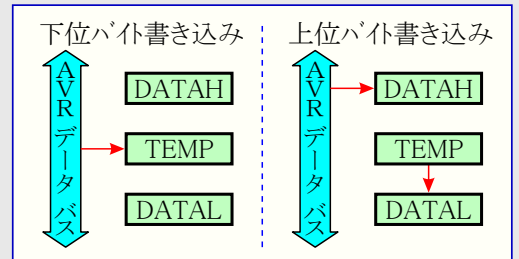 下位バイト書き込み
AVRデータ バス
DATAH
TEMP
DATAL
上位バイト書き込み
AVRデータ バス
DATAH
TEMP
DATAL